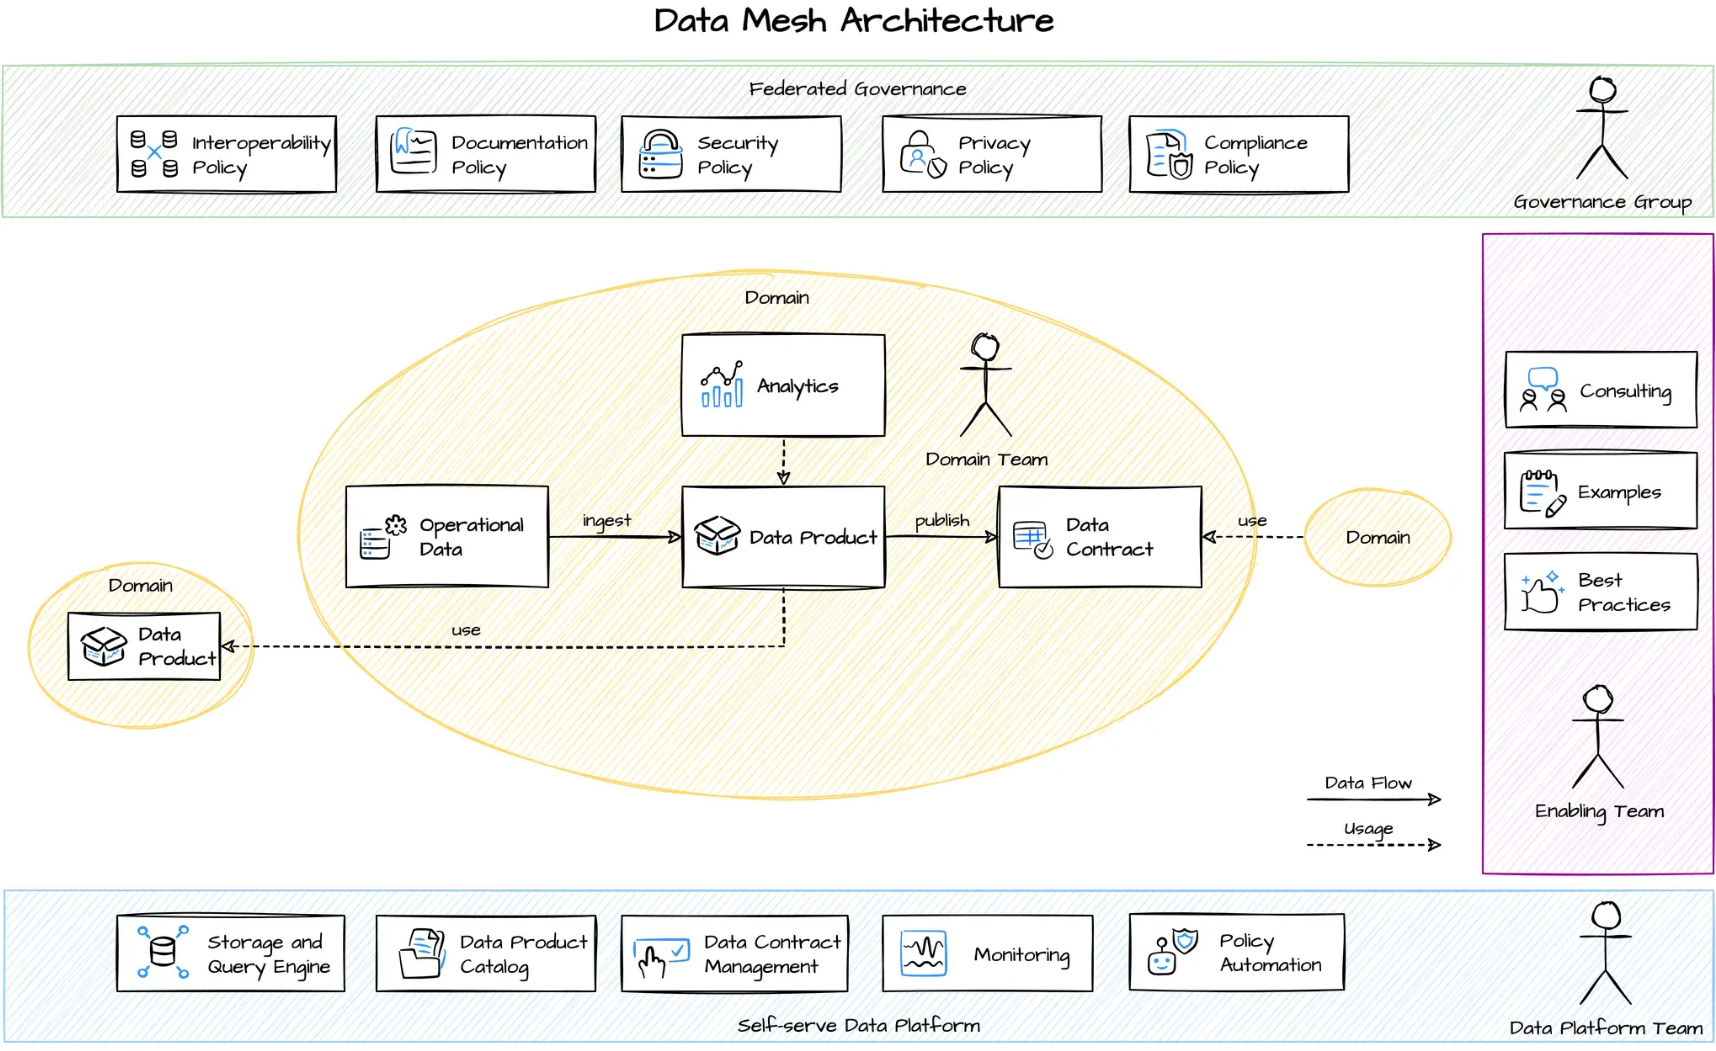 Data Mesh Architecture
Federated Governance
Interoperability
Policy
Documentation
Policy
Security
Policy
Privacy
Policy
Compliance
Policy
Governance Group
Domain
Analytics
Domain Team
Operational
Data
ingest
Data Product
publish
Data
Contract
use
Domain
Domain
Data
Product
use
Consulting
Examples
Best
Practices
Enabling Team
Data Flow
Usage
Storage and
Query Engine
Data Product
Catalog
Data Contract
Management
Monitoring
Policy
Automation
Self-serve Data Platform
Data Platform Team